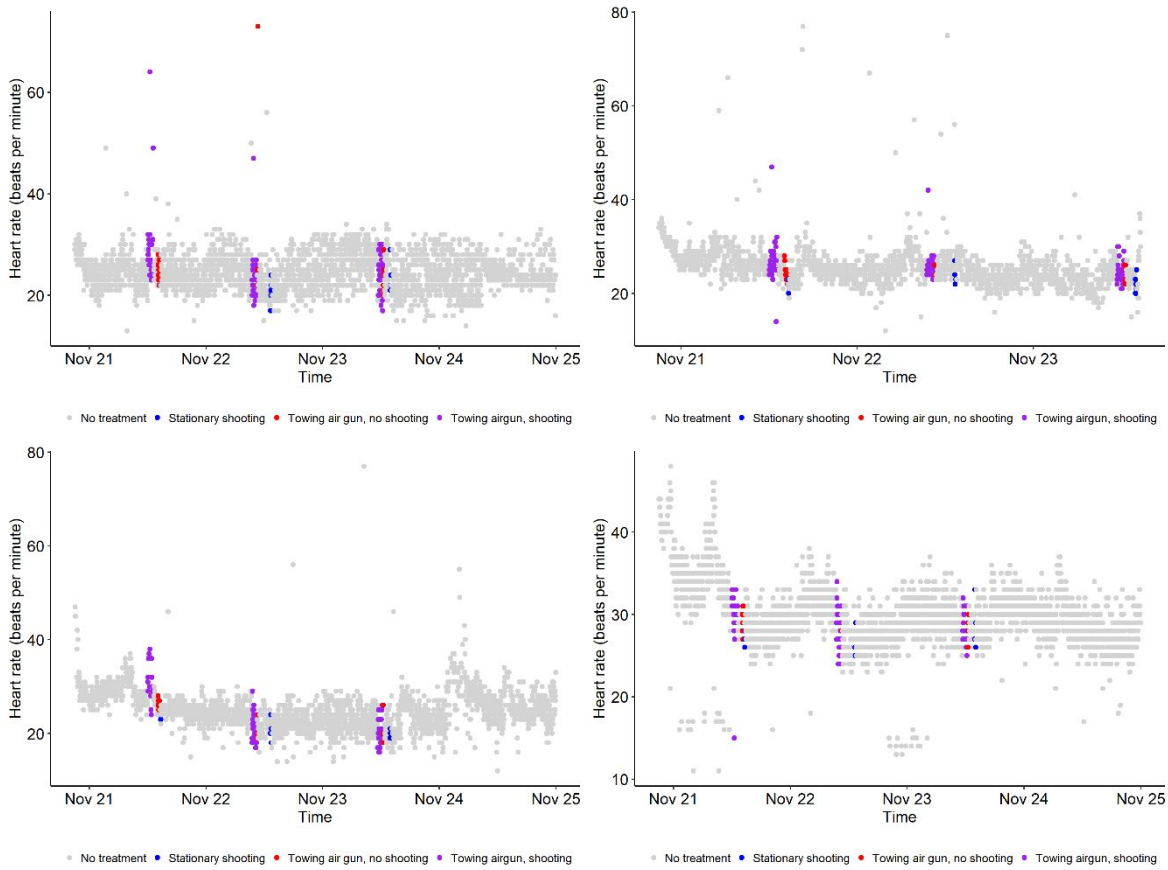 Heart rate (beats per minute)
60
40
20
Nov 21 Nov 22 Nov 23 Nov 24 Nov 25
Time
No treatment Stationary shooting Towing air gun, no shooting Towing airgun, shooting
Heart rate (beats per minute)
80
60
40
20
Nov 21 Nov 22 Nov 23
Time
No treatment Stationary shooting Towing air gun, no shooting Towing airgun, shooting
Heart rate (beats per minute)
80
60
40
20
Nov 21 Nov 22 Nov 23 Nov 24 Nov 25
Time
No treatment Stationary shooting Towing air gun, no shooting Towing airgun, shooting
Heart rate (beats per minute)
40
30
20
10
Nov 21 Nov 22 Nov 23 Nov 24 Nov 25
Time
No treatment Stationary shooting Towing air gun, no shooting Towing airgun, shooting